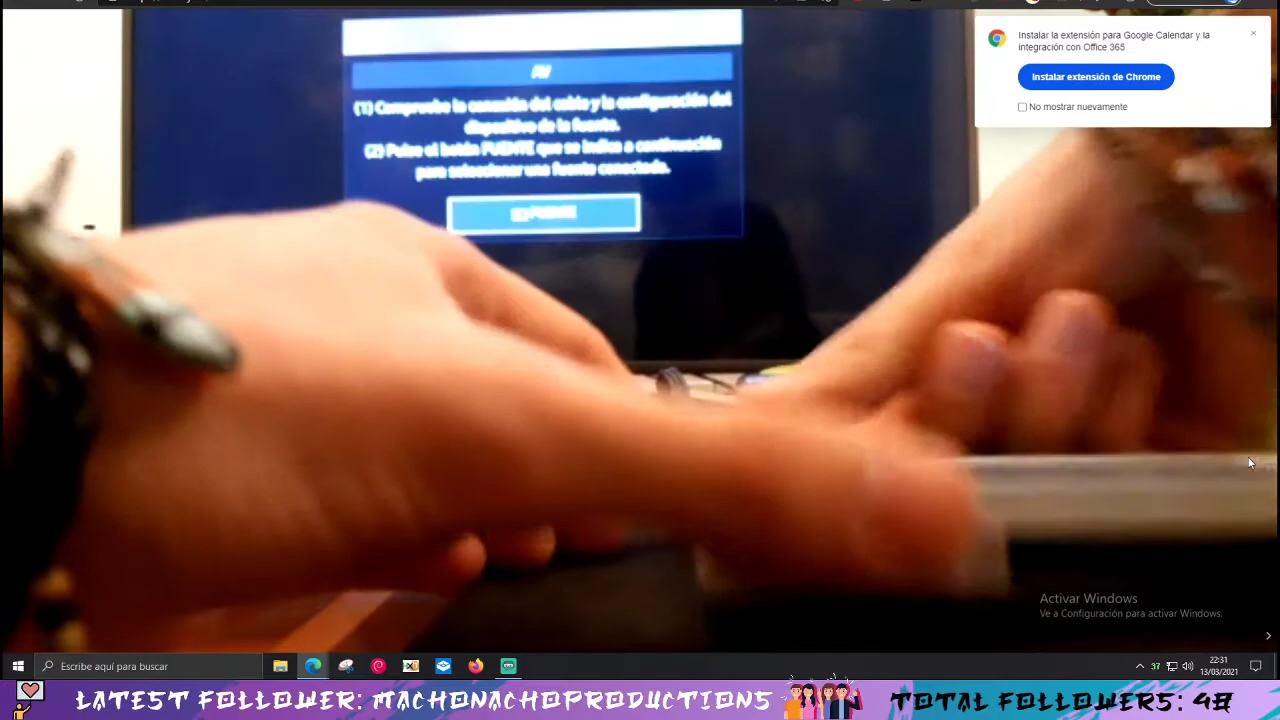 Instalar la extensión para Google Calendar y la
integración con Office 365
Instalar extensión de Chrome
No mostrar nuevamente
AV
(1) Compruebe la conexión del cable y la configuración del
dispositivo de la fuente.
(2) Pulse el botón FUENTE que se indica a continuación
para seleccionar una fuente conectada.
FUENTE
Activar Windows
Ve a Configuración para activar Windows.
Escribe aquí para buscar
37
22:31
13/03/2021
LATEST FOLLOWER: MACHONACHOPRODUCTIONS
TOTAL FOLLOWERS: 48